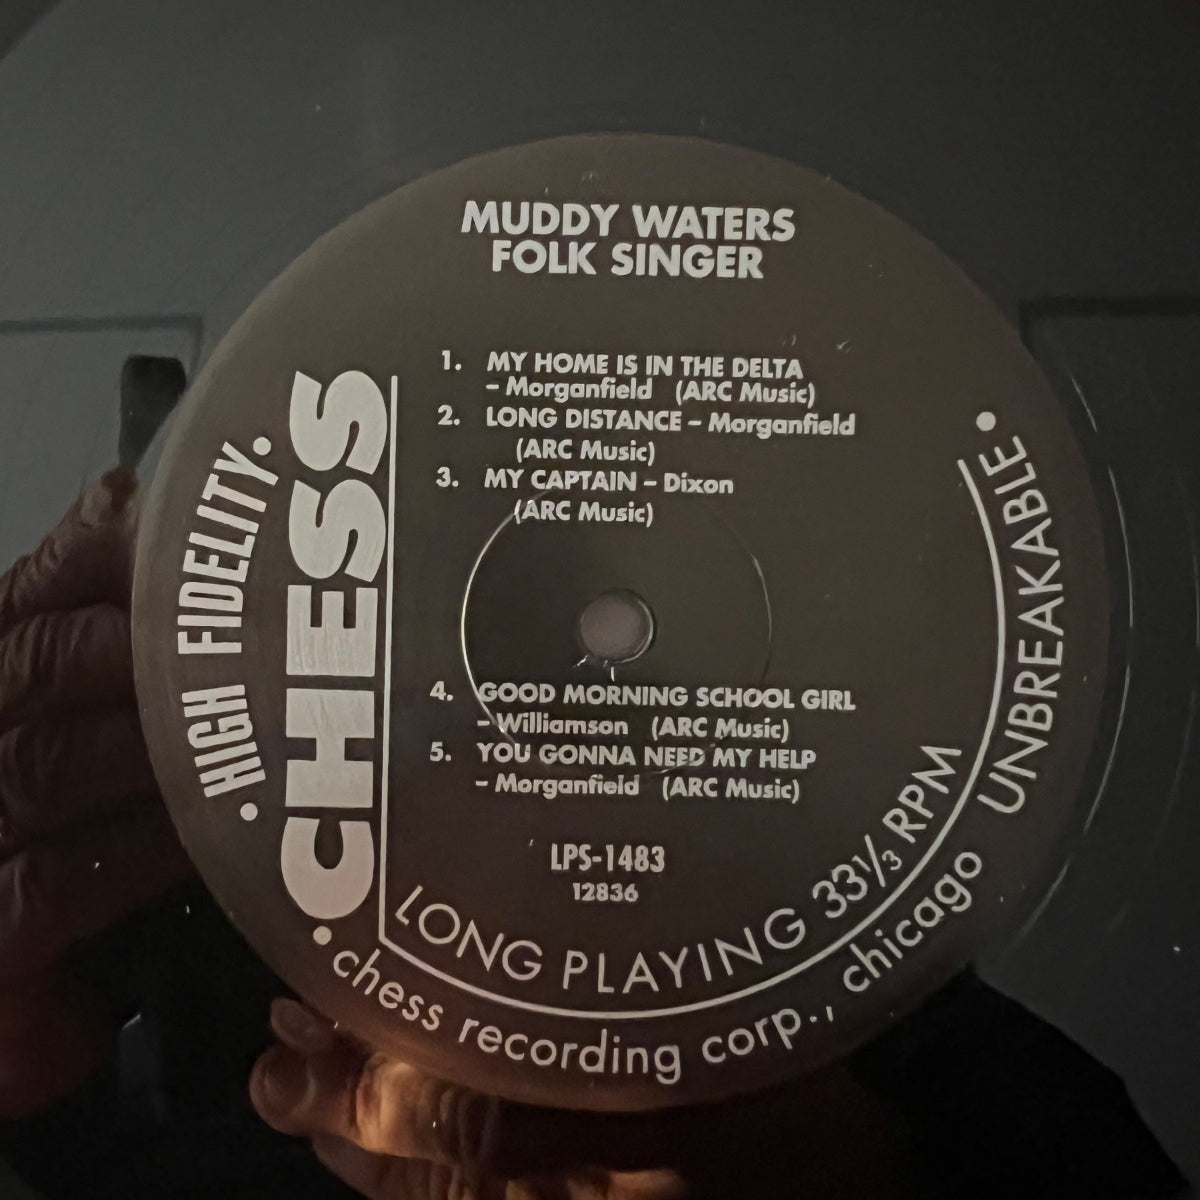 MUDDY WATERS
FOLK SINGER
1. MY HOME IS IN THE DELTA
– Morganfield (ARC Music)
2. LONG DISTANCE – Morganfield
(ARC Music)
3. MY CAPTAIN – Dixon
(ARC Music)
4. GOOD MORNING SCHOOL GIRL
– Williamson (ARC Music)
5. YOU GONNA NEED MY HELP
– Morganfield (ARC Music)
LPS-1483
12836
• HIGH FIDELITY •
CHESS
LONG PLAYING 33⅓ RPM
• chess recording corp., chicago UNBREAKABLE •